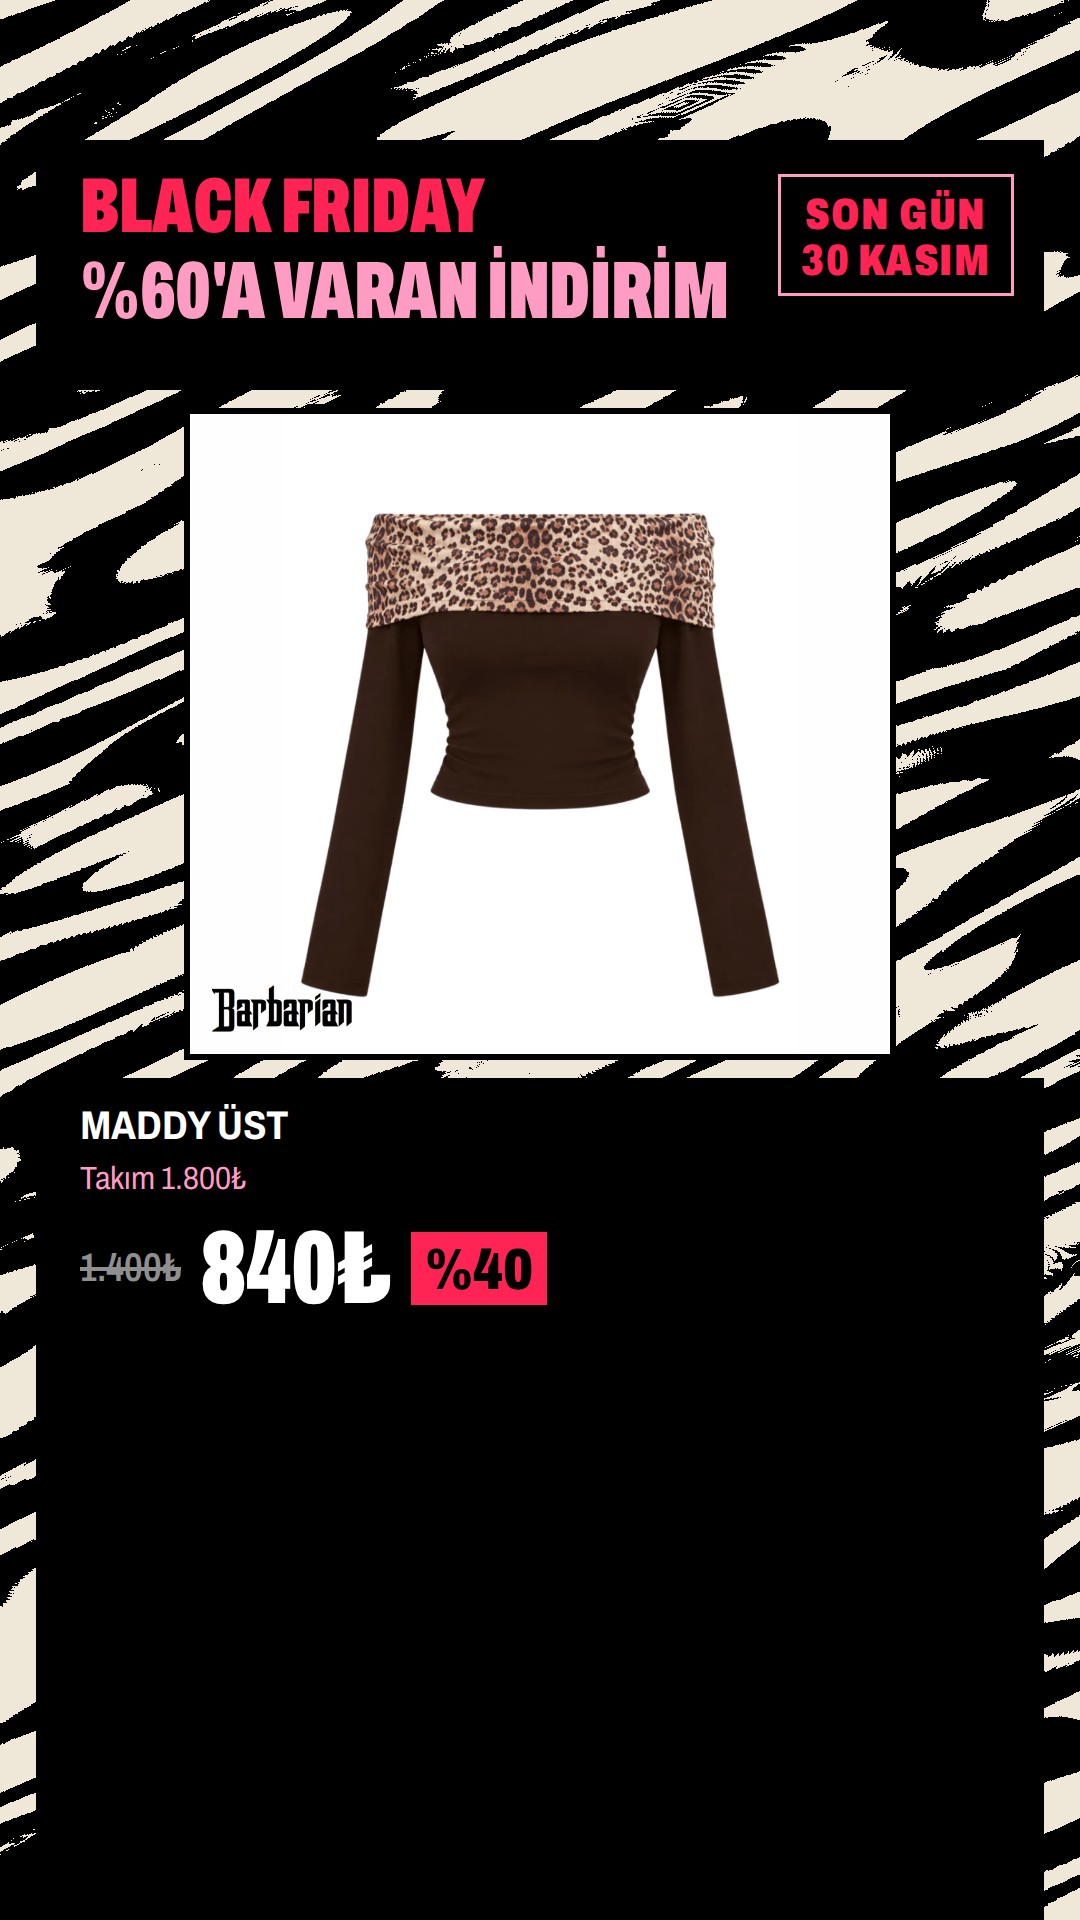 BLACK FRIDAY
%60'A VARAN İNDİRİM
SON GÜN
30 KASIM
Barbarian
MADDY ÜST
Takım 1.800₺
1.400₺ 840₺ %40